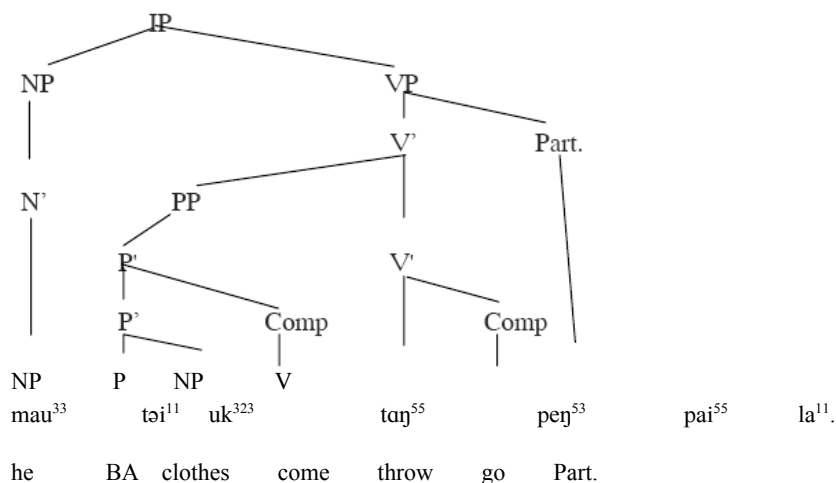 IP
NP VP
V’ Part.
N’ PP
P' V'
P’ Comp Comp
NP P NP V
mau³³ təi¹¹ uk³²³ tɑŋ⁵⁵ peŋ⁵³ pai⁵⁵ la¹¹.
he BA clothes come throw go Part.